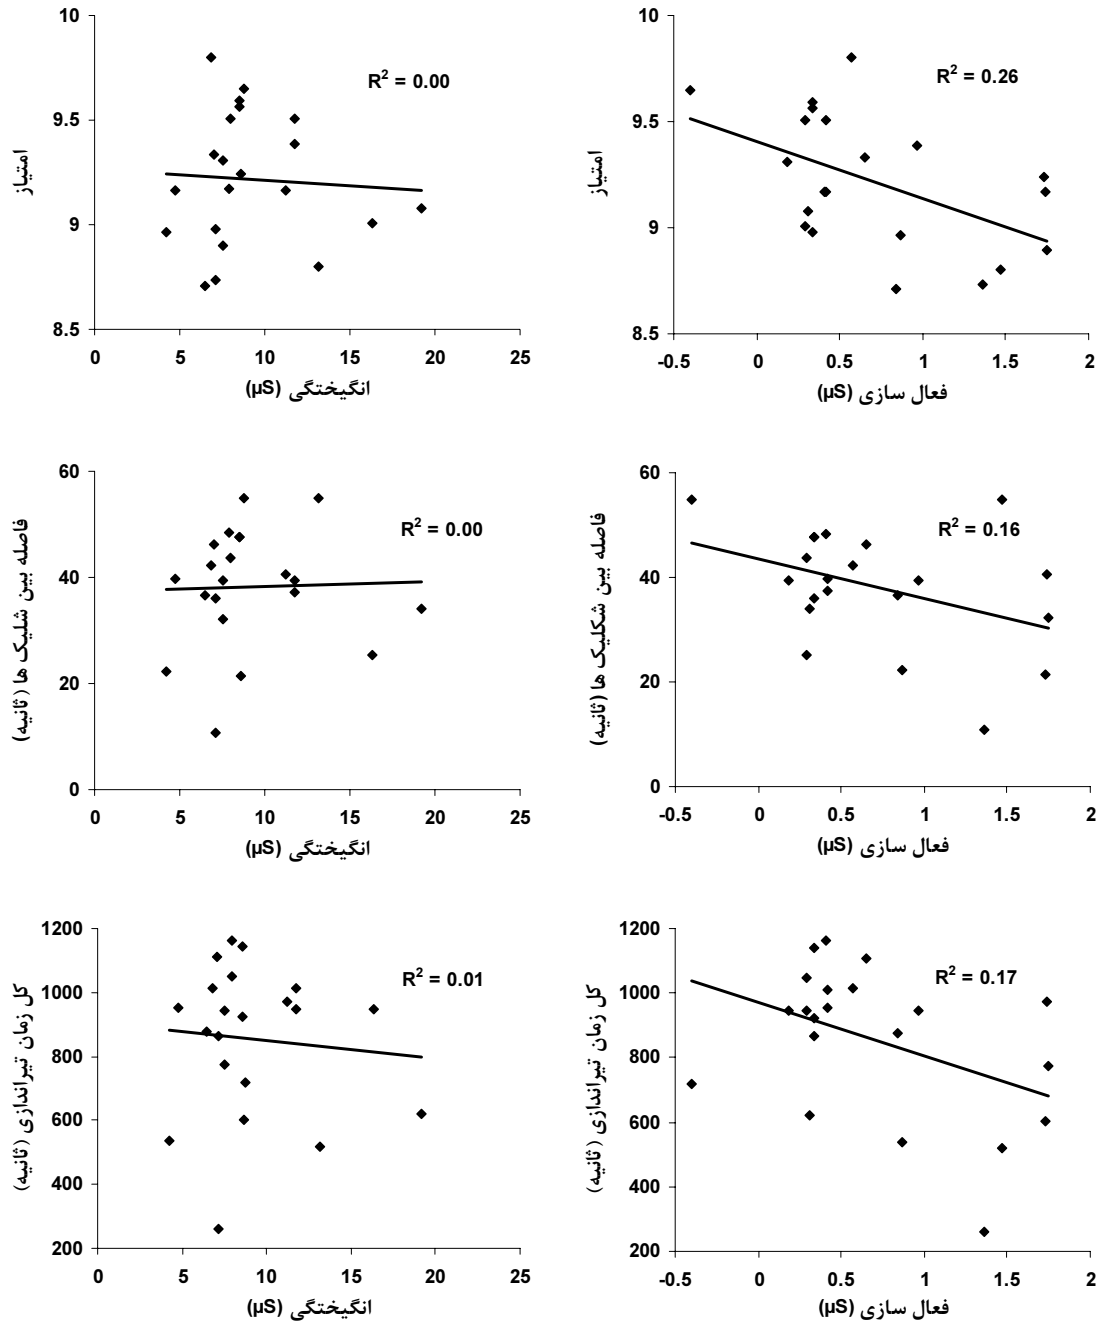 10
9.5
9
8.5
0 5 10 15 20 25
امتیاز
انگیختگی (µS)
R² = 0.00
10
9.5
9
8.5
-0.5 0 0.5 1 1.5 2
امتیاز
فعال سازی (µS)
R² = 0.26
60
40
20
0
0 5 10 15 20 25
فاصله بین شلیک ها (ثانیه)
انگیختگی (µS)
R² = 0.00
60
40
20
0
-0.5 0 0.5 1 1.5 2
فاصله بین شکلیک ها (ثانیه)
فعال سازی (µS)
R² = 0.16
1200
1000
800
600
400
200
0 5 10 15 20 25
کل زمان تیراندازی (ثانیه)
انگیختگی (µS)
R² = 0.01
1200
1000
800
600
400
200
-0.5 0 0.5 1 1.5 2
کل زمان تیراندازی (ثانیه)
فعال سازی (µS)
R² = 0.17